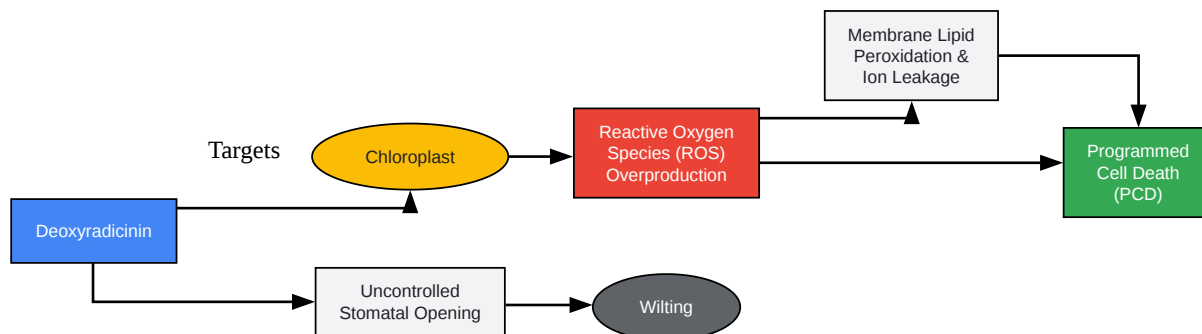 Membrane Lipid
Peroxidation &
Ion Leakage
Reactive Oxygen
Species (ROS)
Overproduction
Targets
Chloroplast
Programmed
Cell Death
(PCD)
Deoxyradicinin
Uncontrolled
Stomatal Opening
Wilting